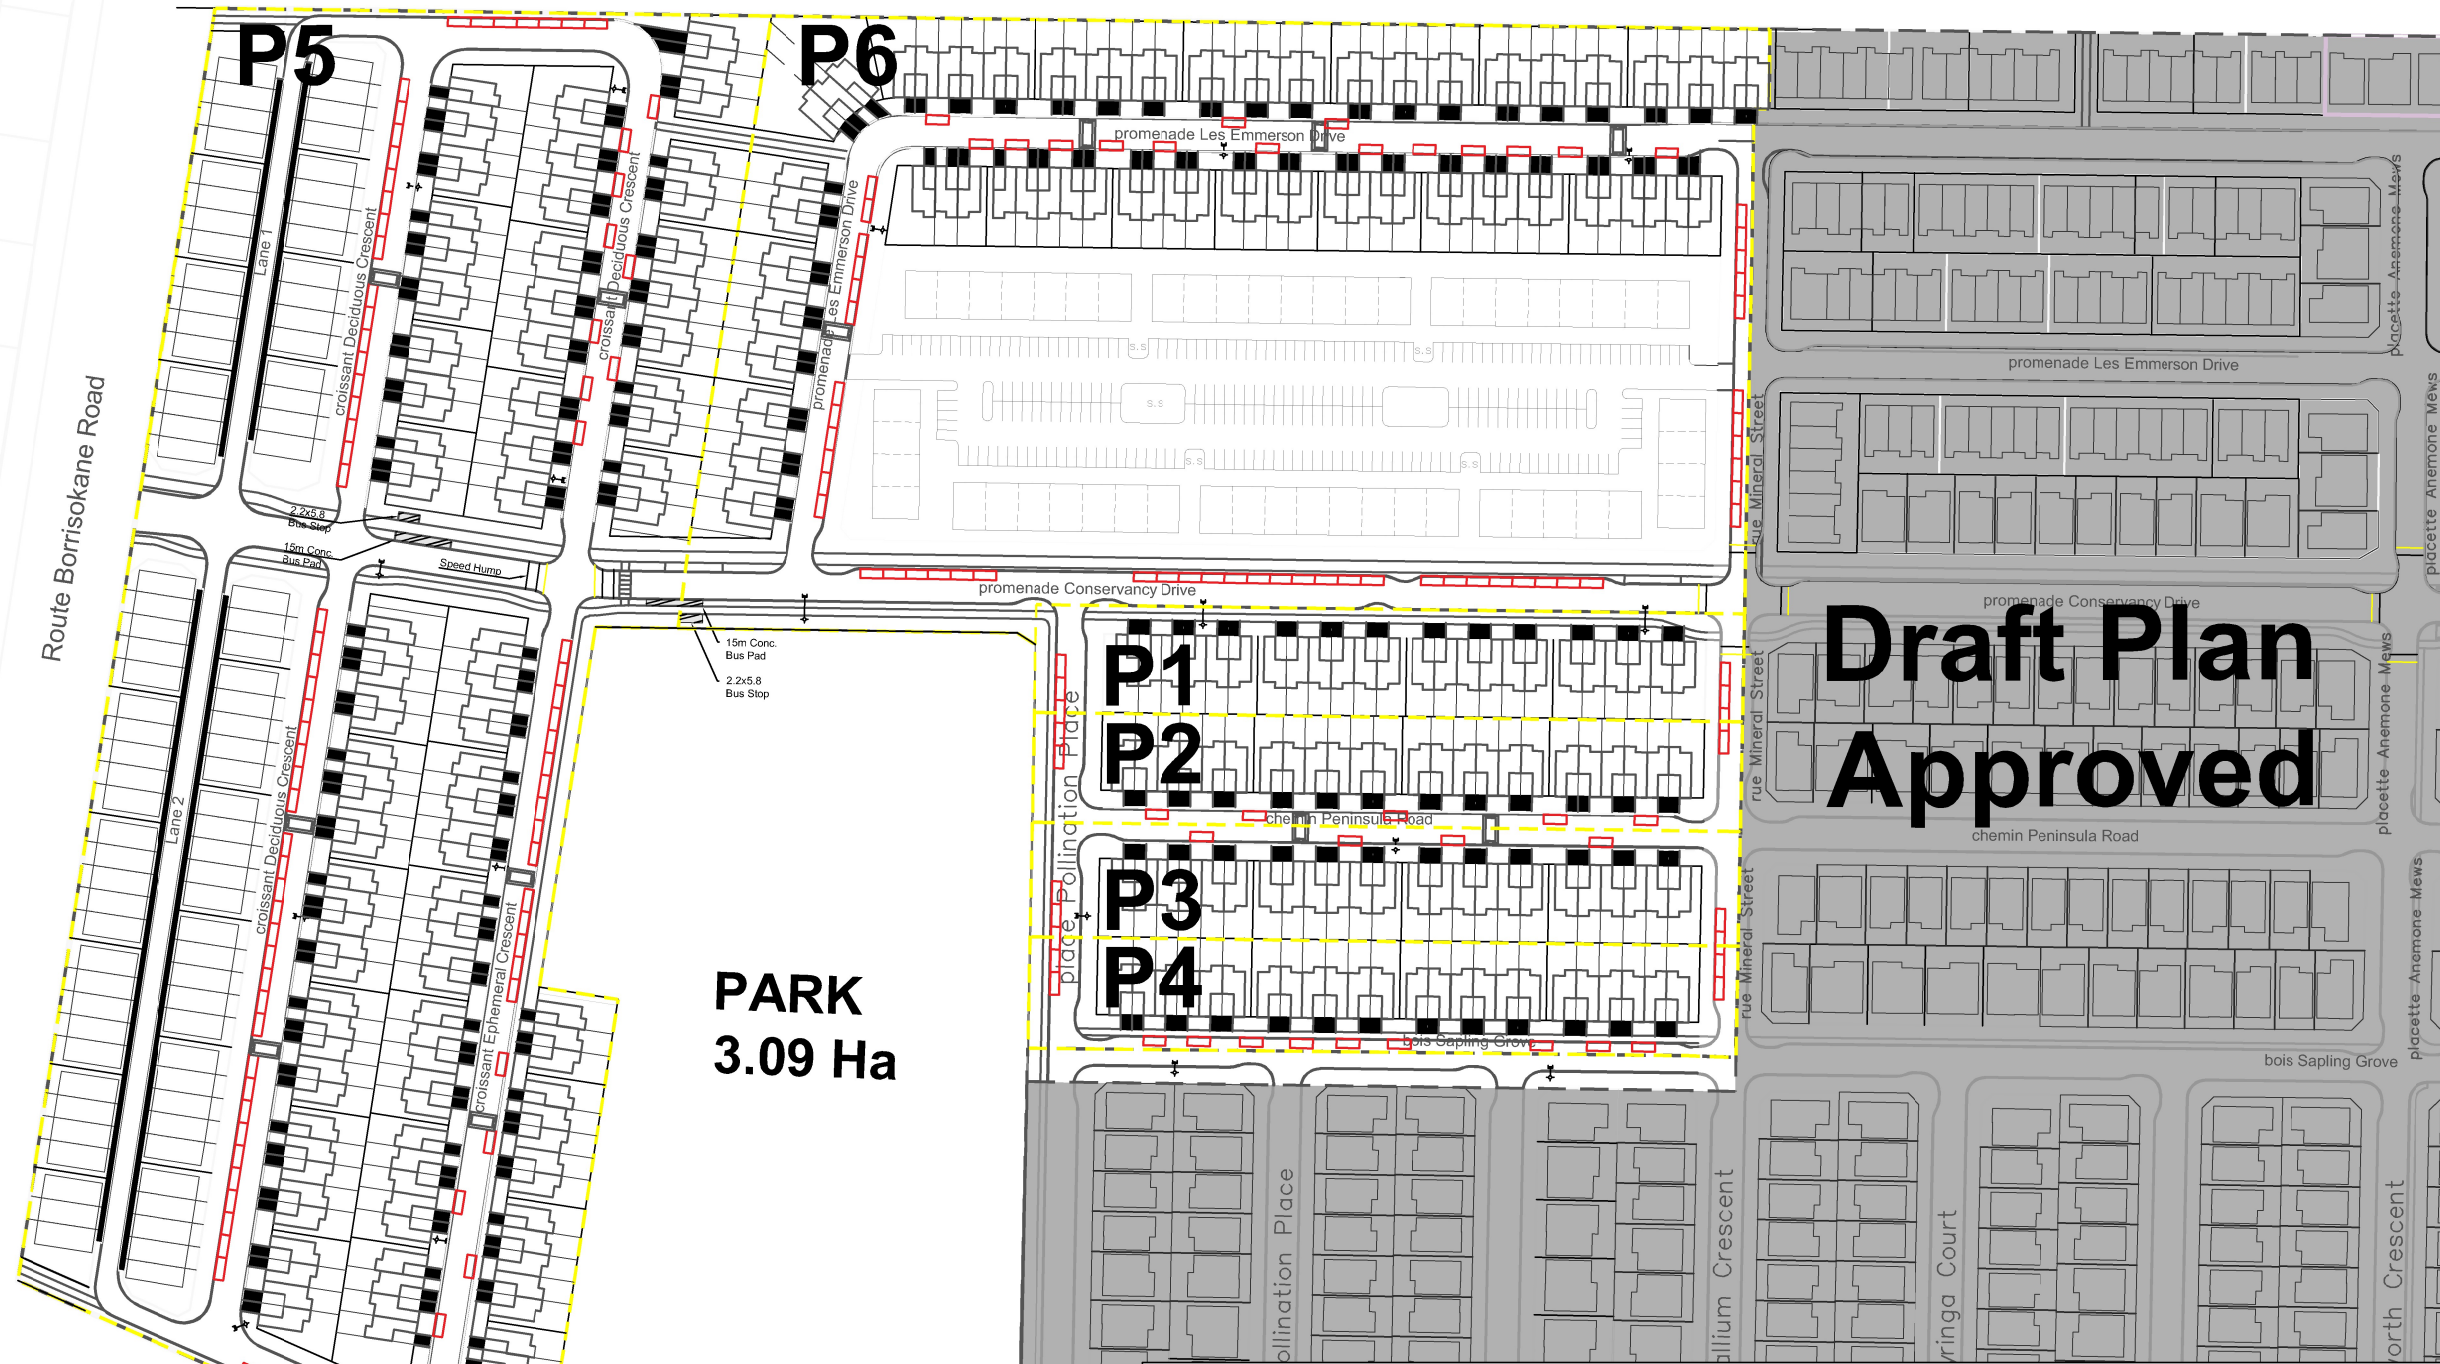 P5
P6
promenade Les Emmerson Drive
Lane 1
croissant Deciduous Crescent
croissant Deciduous Crescent
promenade Les Emmerson Drive
placette Anemone Mews
s.s
s.s
s.s
s.s
s.s
promenade Les Emmerson Drive
Route Borrisokane Road
rue Mineral Street
placette Anemone Mews
2.2x5.8
Bus Stop
15m Conc.
Bus Pad
Speed Hump
promenade Conservancy Drive
promenade Conservancy Drive
15m Conc.
Bus Pad
2.2x5.8
Bus Stop
P1
P2
Draft Plan
Approved
place Pollination Place
rue Mineral Street
placette Anemone Mews
Lane 2
croissant Deciduous Crescent
chemin Peninsula Road
chemin Peninsula Road
P3
P4
rue Mineral Street
placette Anemone Mews
croissant Ephemeral Crescent
PARK
3.09 Ha
bois Sapling Grove
bois Sapling Grove
ollination Place
allium Crescent
yringa Court
orth Crescent